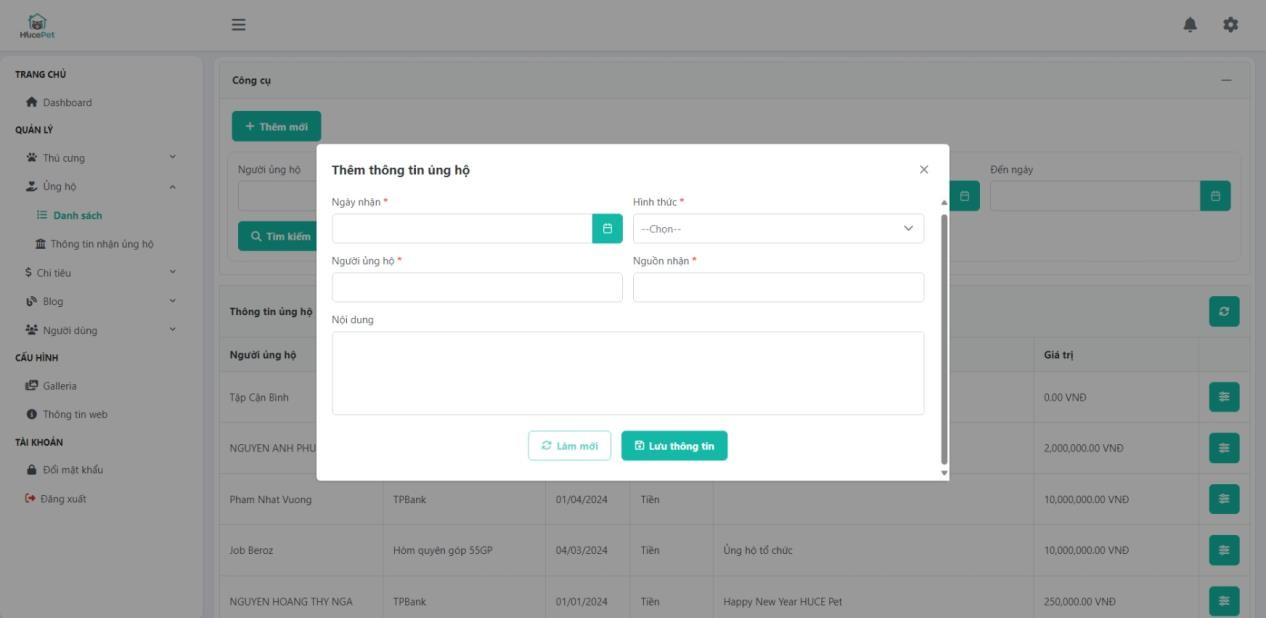 HucePet
TRANG CHỦ
Dashboard
QUẢN LÝ
Thú cưng
Ủng hộ
Danh sách
Thông tin nhận ủng hộ
$ Chi tiêu
Blog
Người dùng
CẤU HÌNH
Galleria
Thông tin web
TÀI KHOẢN
Đổi mật khẩu
Đăng xuất
Công cụ
+ Thêm mới
Người ủng hộ
Đến ngày
Tìm kiếm
Thêm thông tin ủng hộ
Ngày nhận *
Hình thức *
--Chọn--
Người ủng hộ *
Nguồn nhận *
Nội dung
Làm mới
Lưu thông tin
Thông tin ủng hộ
Người ủng hộ
Giá trị
Tập Cận Bình
0.00 VNĐ
NGUYEN ANH PHU
2,000,000.00 VNĐ
Pham Nhat Vuong
TPBank
01/04/2024
Tiền
10,000,000.00 VNĐ
Job Beroz
Hòm quyên góp 55GP
04/03/2024
Tiền
Ủng hộ tổ chức
10,000,000.00 VNĐ
NGUYEN HOANG THY NGA
TPBank
01/01/2024
Tiền
Happy New Year HUCE Pet
250,000.00 VNĐ